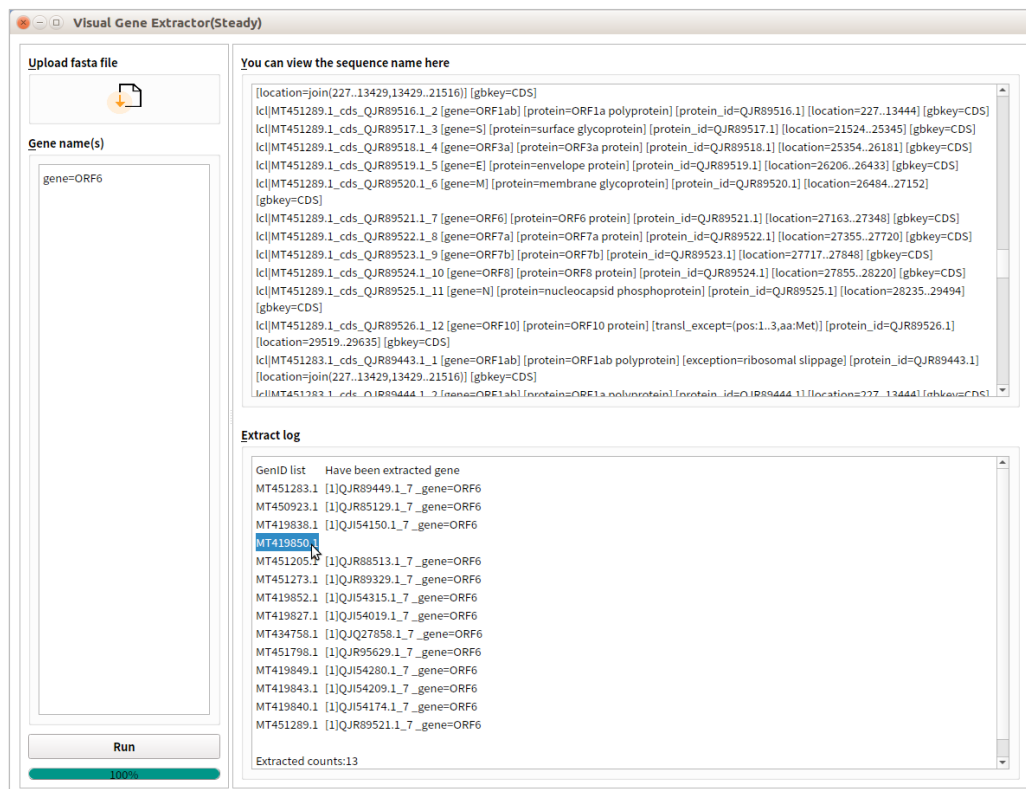 Visual Gene Extractor(Steady)
Upload fasta file
Gene name(s)
gene=ORF6
Run
100%
You can view the sequence name here
[location=join(227..13429,13429..21516)] [gbkey=CDS]
lcl|MT451289.1_cds_QJR89516.1_2 [gene=ORF1ab] [protein=ORF1a polyprotein] [protein_id=QJR89516.1] [location=227..13444] [gbkey=CDS]
lcl|MT451289.1_cds_QJR89517.1_3 [gene=S] [protein=surface glycoprotein] [protein_id=QJR89517.1] [location=21524..25345] [gbkey=CDS]
lcl|MT451289.1_cds_QJR89518.1_4 [gene=ORF3a] [protein=ORF3a protein] [protein_id=QJR89518.1] [location=25354..26181] [gbkey=CDS]
lcl|MT451289.1_cds_QJR89519.1_5 [gene=E] [protein=envelope protein] [protein_id=QJR89519.1] [location=26206..26433] [gbkey=CDS]
lcl|MT451289.1_cds_QJR89520.1_6 [gene=M] [protein=membrane glycoprotein] [protein_id=QJR89520.1] [location=26484..27152]
[gbkey=CDS]
lcl|MT451289.1_cds_QJR89521.1_7 [gene=ORF6] [protein=ORF6 protein] [protein_id=QJR89521.1] [location=27163..27348] [gbkey=CDS]
lcl|MT451289.1_cds_QJR89522.1_8 [gene=ORF7a] [protein=ORF7a protein] [protein_id=QJR89522.1] [location=27355..27720] [gbkey=CDS]
lcl|MT451289.1_cds_QJR89523.1_9 [gene=ORF7b] [protein=ORF7b] [protein_id=QJR89523.1] [location=27717..27848] [gbkey=CDS]
lcl|MT451289.1_cds_QJR89524.1_10 [gene=ORF8] [protein=ORF8 protein] [protein_id=QJR89524.1] [location=27855..28220] [gbkey=CDS]
lcl|MT451289.1_cds_QJR89525.1_11 [gene=N] [protein=nucleocapsid phosphoprotein] [protein_id=QJR89525.1] [location=28235..29494]
[gbkey=CDS]
lcl|MT451289.1_cds_QJR89526.1_12 [gene=ORF10] [protein=ORF10 protein] [transl_except=(pos:1..3,aa:Met)] [protein_id=QJR89526.1]
[location=29519..29635] [gbkey=CDS]
lcl|MT451283.1_cds_QJR89443.1_1 [gene=ORF1ab] [protein=ORF1ab polyprotein] [exception=ribosomal slippage] [protein_id=QJR89443.1]
[location=join(227..13429,13429..21516)] [gbkey=CDS]
lcl|MT451283.1_cds_QJR89444.1_2 [gene=ORF1ab] [protein=ORF1a polyprotein] [protein_id=QJR89444.1] [location=227..13444] [gbkey=CDS]
Extract log
GenID list Have been extracted gene
MT451283.1 [1]QJR89449.1_7 _gene=ORF6
MT450923.1 [1]QJR85129.1_7 _gene=ORF6
MT419838.1 [1]QJI54150.1_7 _gene=ORF6
MT419850.1
MT451205.1 [1]QJR88513.1_7 _gene=ORF6
MT451273.1 [1]QJR89329.1_7 _gene=ORF6
MT419852.1 [1]QJI54315.1_7 _gene=ORF6
MT419827.1 [1]QJI54019.1_7 _gene=ORF6
MT434758.1 [1]QJQ27858.1_7 _gene=ORF6
MT451798.1 [1]QJR95629.1_7 _gene=ORF6
MT419849.1 [1]QJI54280.1_7 _gene=ORF6
MT419843.1 [1]QJI54209.1_7 _gene=ORF6
MT419840.1 [1]QJI54174.1_7 _gene=ORF6
MT451289.1 [1]QJR89521.1_7 _gene=ORF6
Extracted counts:13